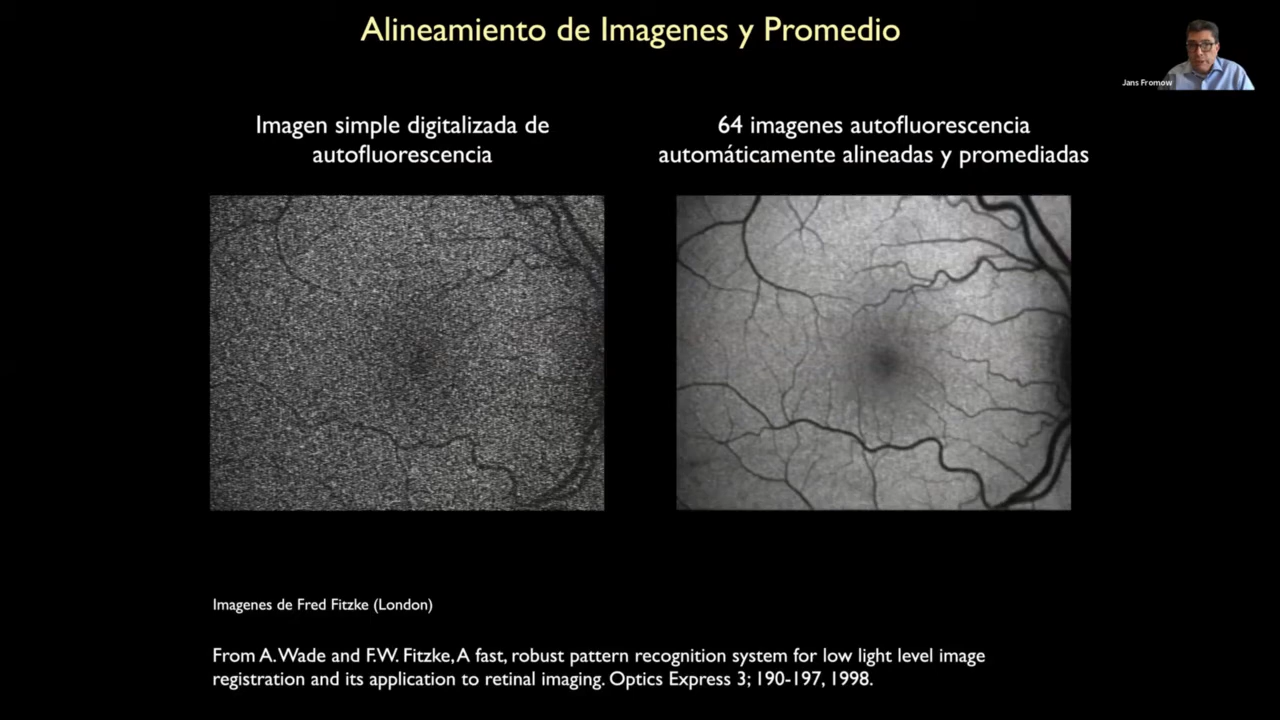 Alineamiento de Imagenes y Promedio
Jans Fromow
Imagen simple digitalizada de
autofluorescencia
64 imagenes autofluorescencia
automáticamente alineadas y promediadas
Imagenes de Fred Fitzke (London)
From A. Wade and F.W. Fitzke, A fast, robust pattern recognition system for low light level image
registration and its application to retinal imaging. Optics Express 3; 190-197, 1998.